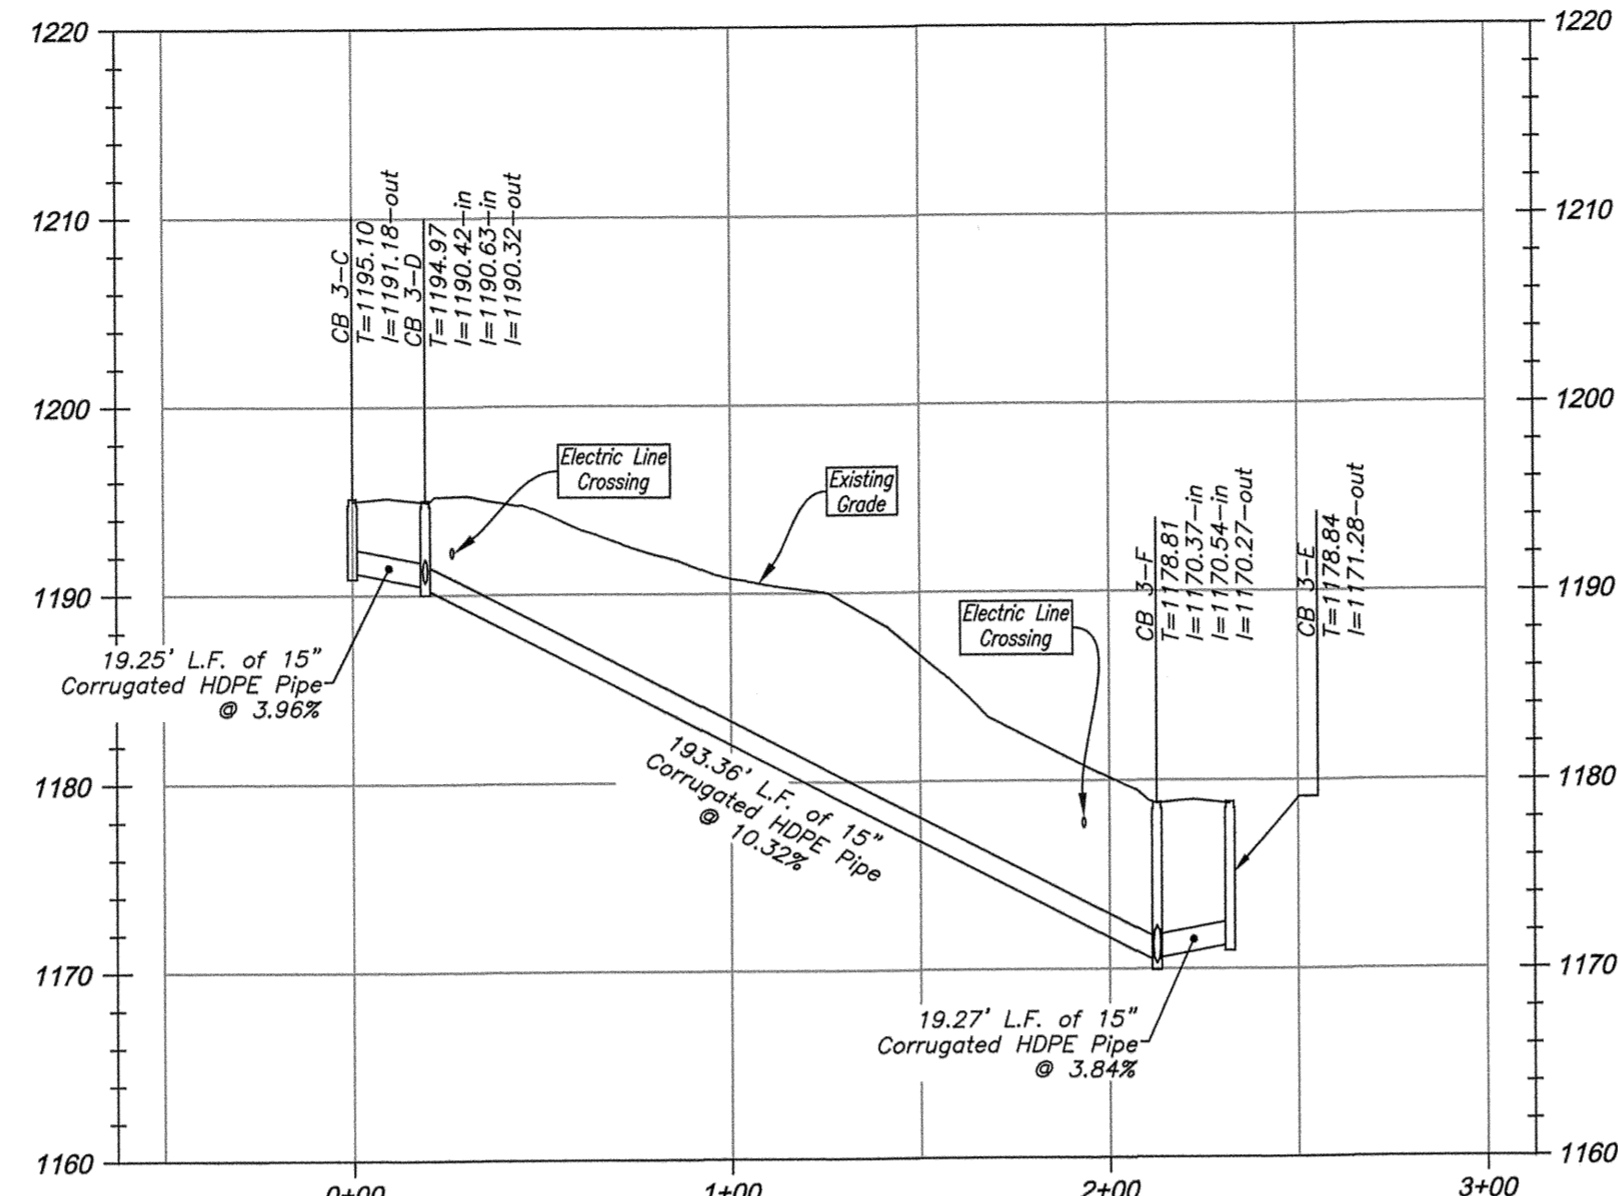 1220
1220
1210
1210
1200
1200
1190
1190
1180
1180
1170
1170
1160
1160
CB 3-C
T=1195.10
I=1191.18-out
CB 3-D
T=1194.97
I=1190.42-in
I=1190.63-in
I=1190.32-out
Electric Line
Crossing
Existing
Grade
Electric Line
Crossing
CB 3-F
T=1178.81
I=1170.37-in
I=1170.54-in
I=1170.27-out
CB 3-E
T=1178.84
I=1171.28-out
19.25' L.F. of 15"
Corrugated HDPE Pipe
@ 3.96%
193.36' L.F. of 15"
Corrugated HDPE Pipe
@ 10.32%
19.27' L.F. of 15"
Corrugated HDPE Pipe
@ 3.84%
0+00
1+00
2+00
3+00